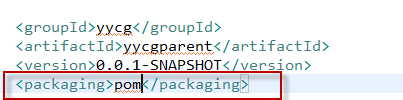 <groupId>yycg</groupId>
<artifactId>yycgparent</artifactId>
<version>0.0.1-SNAPSHOT</version>
<packaging>pom</packaging>